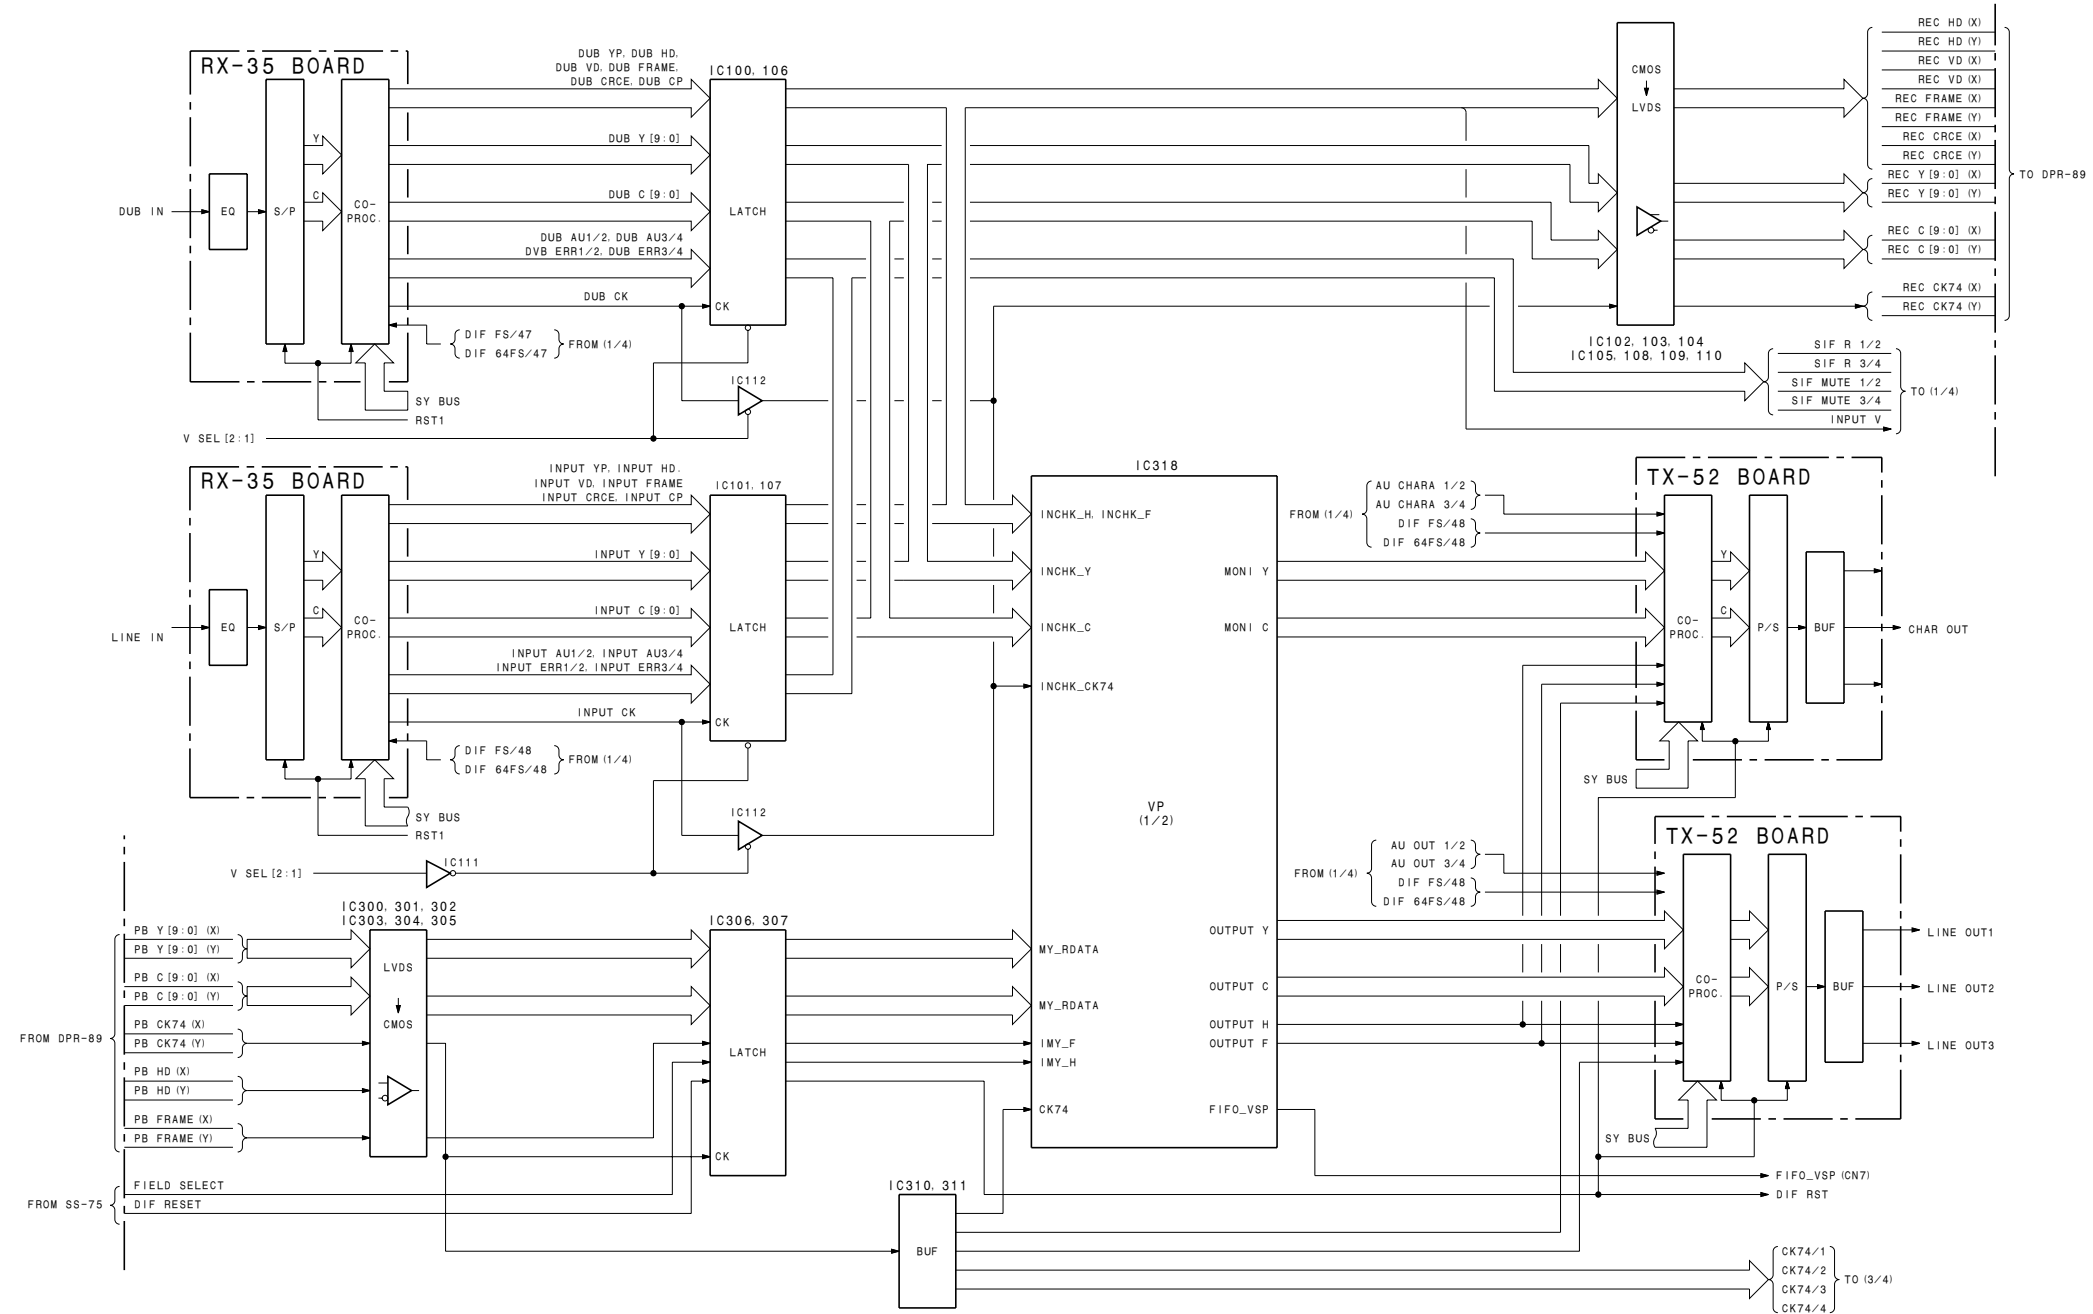 RX-35 BOARD
DUB IN
EQ
S/P
Y
C
CO-
PROC.
DUB YP, DUB HD,
DUB VD, DUB FRAME,
DUB CRCE, DUB CP
DUB Y [9:0]
DUB C [9:0]
DUB AU1/2, DUB AU3/4
DVB ERR1/2, DUB ERR3/4
DUB CK
DIF FS/47
DIF 64FS/47
FROM (1/4)
SY BUS
RST1
V SEL [2:1]
IC100, 106
LATCH
CK
IC112
CMOS
LVDS
IC102, 103, 104
IC105, 108, 109, 110
REC HD (X)
REC HD (Y)
REC VD (X)
REC VD (X)
REC FRAME (X)
REC FRAME (Y)
REC CRCE (X)
REC CRCE (Y)
REC Y [9:0] (X)
REC Y [9:0] (Y)
REC C [9:0] (X)
REC C [9:0] (Y)
REC CK74 (X)
REC CK74 (Y)
TO DPR-89
SIF R 1/2
SIF R 3/4
SIF MUTE 1/2
SIF MUTE 3/4
INPUT V
TO (1/4)
RX-35 BOARD
LINE IN
EQ
S/P
Y
C
CO-
PROC.
INPUT YP, INPUT HD.
INPUT VD, INPUT FRAME
INPUT CRCE, INPUT CP
INPUT Y [9:0]
INPUT C [9:0]
INPUT AU1/2, INPUT AU3/4
INPUT ERR1/2, INPUT ERR3/4
INPUT CK
DIF FS/48
DIF 64FS/48
FROM (1/4)
SY BUS
RST1
V SEL [2:1]
IC111
IC101, 107
LATCH
CK
IC112
IC318
INCHK_H, INCHK_F
INCHK_Y
INCHK_C
INCHK_CK74
VP
(1/2)
MY_RDATA
MY_RDATA
IMY_F
IMY_H
CK74
MONI Y
MONI C
OUTPUT Y
OUTPUT C
OUTPUT H
OUTPUT F
FIFO_VSP
FROM (1/4)
AU CHARA 1/2
AU CHARA 3/4
DIF FS/48
DIF 64FS/48
TX-52 BOARD
CO-
PROC.
Y
C
P/S
BUF
CHAR OUT
SY BUS
FROM (1/4)
AU OUT 1/2
AU OUT 3/4
DIF FS/48
DIF 64FS/48
TX-52 BOARD
CO-
PROC.
P/S
BUF
LINE OUT1
LINE OUT2
LINE OUT3
SY BUS
FIFO_VSP (CN7)
DIF RST
FROM DPR-89
PB Y [9:0] (X)
PB Y [9:0] (Y)
PB C [9:0] (X)
PB C [9:0] (Y)
PB CK74 (X)
PB CK74 (Y)
PB HD (X)
PB HD (Y)
PB FRAME (X)
PB FRAME (Y)
FROM SS-75
FIELD SELECT
DIF RESET
IC300, 301, 302
IC303, 304, 305
LVDS
CMOS
IC306, 307
LATCH
CK
IC310, 311
BUF
CK74/1
CK74/2
CK74/3
CK74/4
TO (3/4)